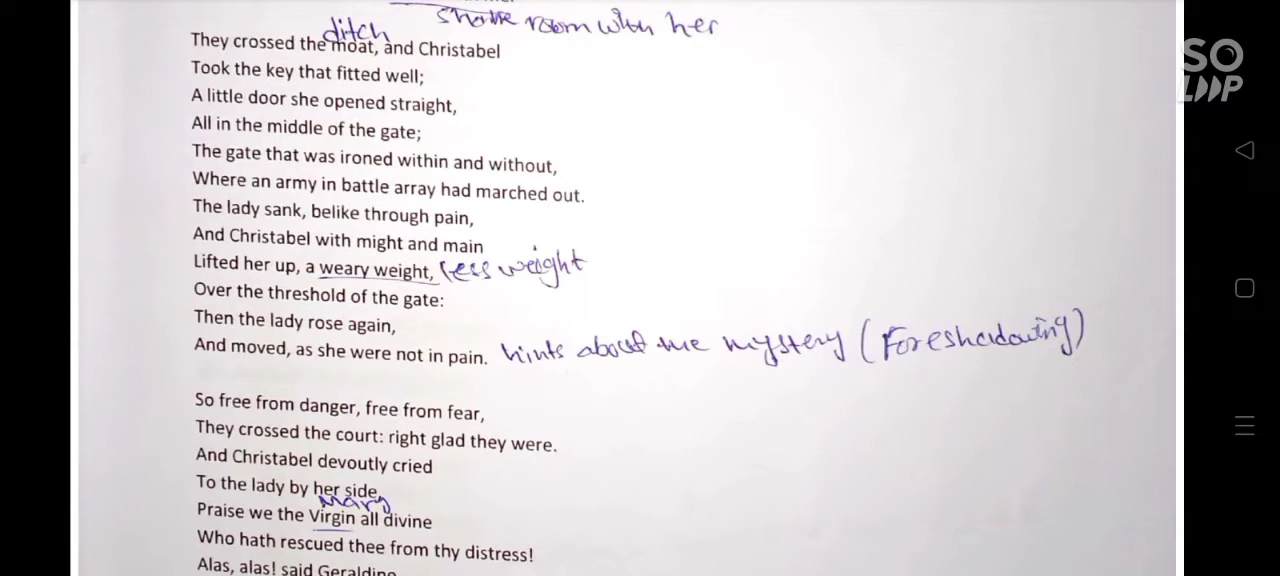 share room with her
ditch
They crossed the moat, and Christabel
Took the key that fitted well;
A little door she opened straight,
All in the middle of the gate;
The gate that was ironed within and without,
Where an army in battle array had marched out.
The lady sank, belike through pain,
And Christabel with might and main
Lifted her up, a weary weight, less weight
Over the threshold of the gate:
Then the lady rose again,
And moved, as she were not in pain. hints about the mystery (Foreshadowing)
So free from danger, free from fear,
They crossed the court: right glad they were.
And Christabel devoutly cried
To the lady by her side,
Mary
Praise we the Virgin all divine
Who hath rescued thee from thy distress!
Alas, alas! said Geraldine
SO
LOOP